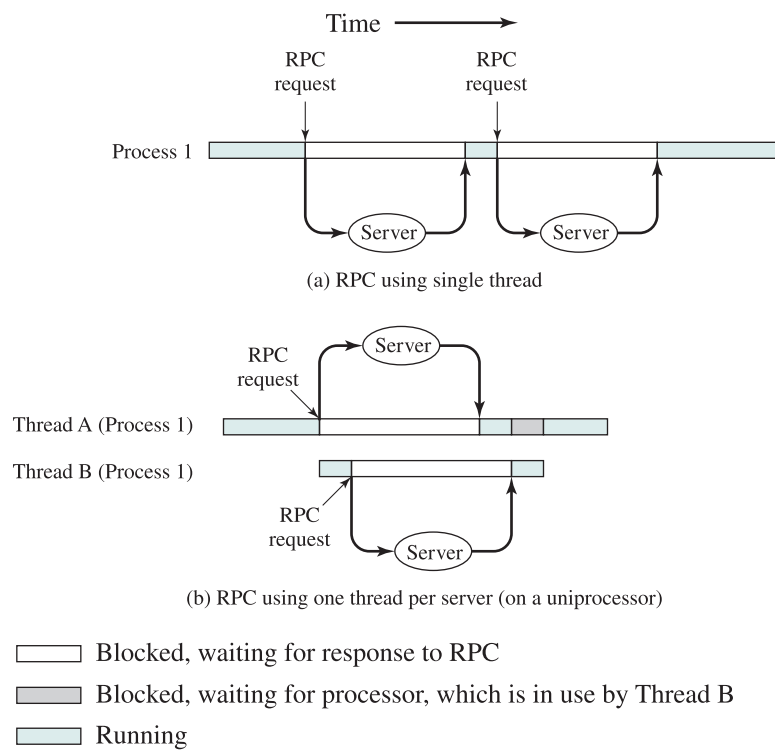 Time
RPC
request
RPC
request
Process 1
Server
Server
(a) RPC using single thread
Server
RPC
request
Thread A (Process 1)
Thread B (Process 1)
RPC
request
Server
(b) RPC using one thread per server (on a uniprocessor)
Blocked, waiting for response to RPC
Blocked, waiting for processor, which is in use by Thread B
Running